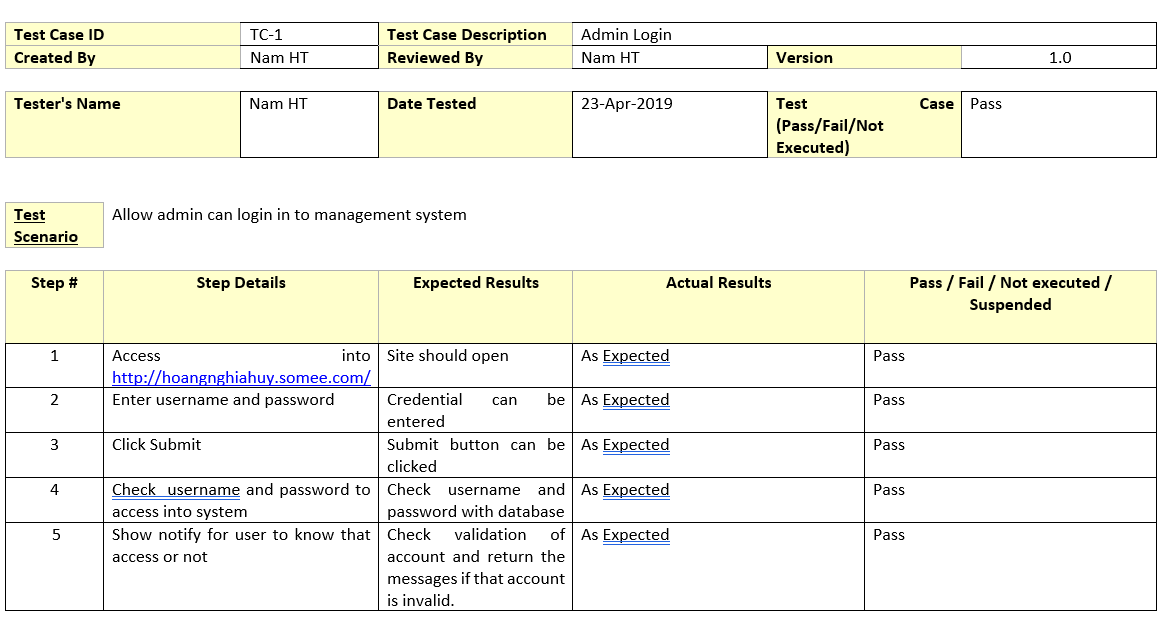 Test Case ID TC-1 Test Case Description Admin Login
Created By Nam HT Reviewed By Nam HT Version 1.0
Tester's Name Nam HT Date Tested 23-Apr-2019 Test Case Pass
(Pass/Fail/Not
Executed)
Test Allow admin can login in to management system
Scenario
Step # Step Details Expected Results Actual Results Pass / Fail / Not executed /
Suspended
1 Access into Site should open As Expected Pass
http://hoangnghiahuy.somee.com/
2 Enter username and password Credential can be As Expected Pass
entered
3 Click Submit Submit button can be As Expected Pass
clicked
4 Check username and password to Check username and As Expected Pass
access into system password with database
5 Show notify for user to know that Check validation of As Expected Pass
access or not account and return the
messages if that account
is invalid.